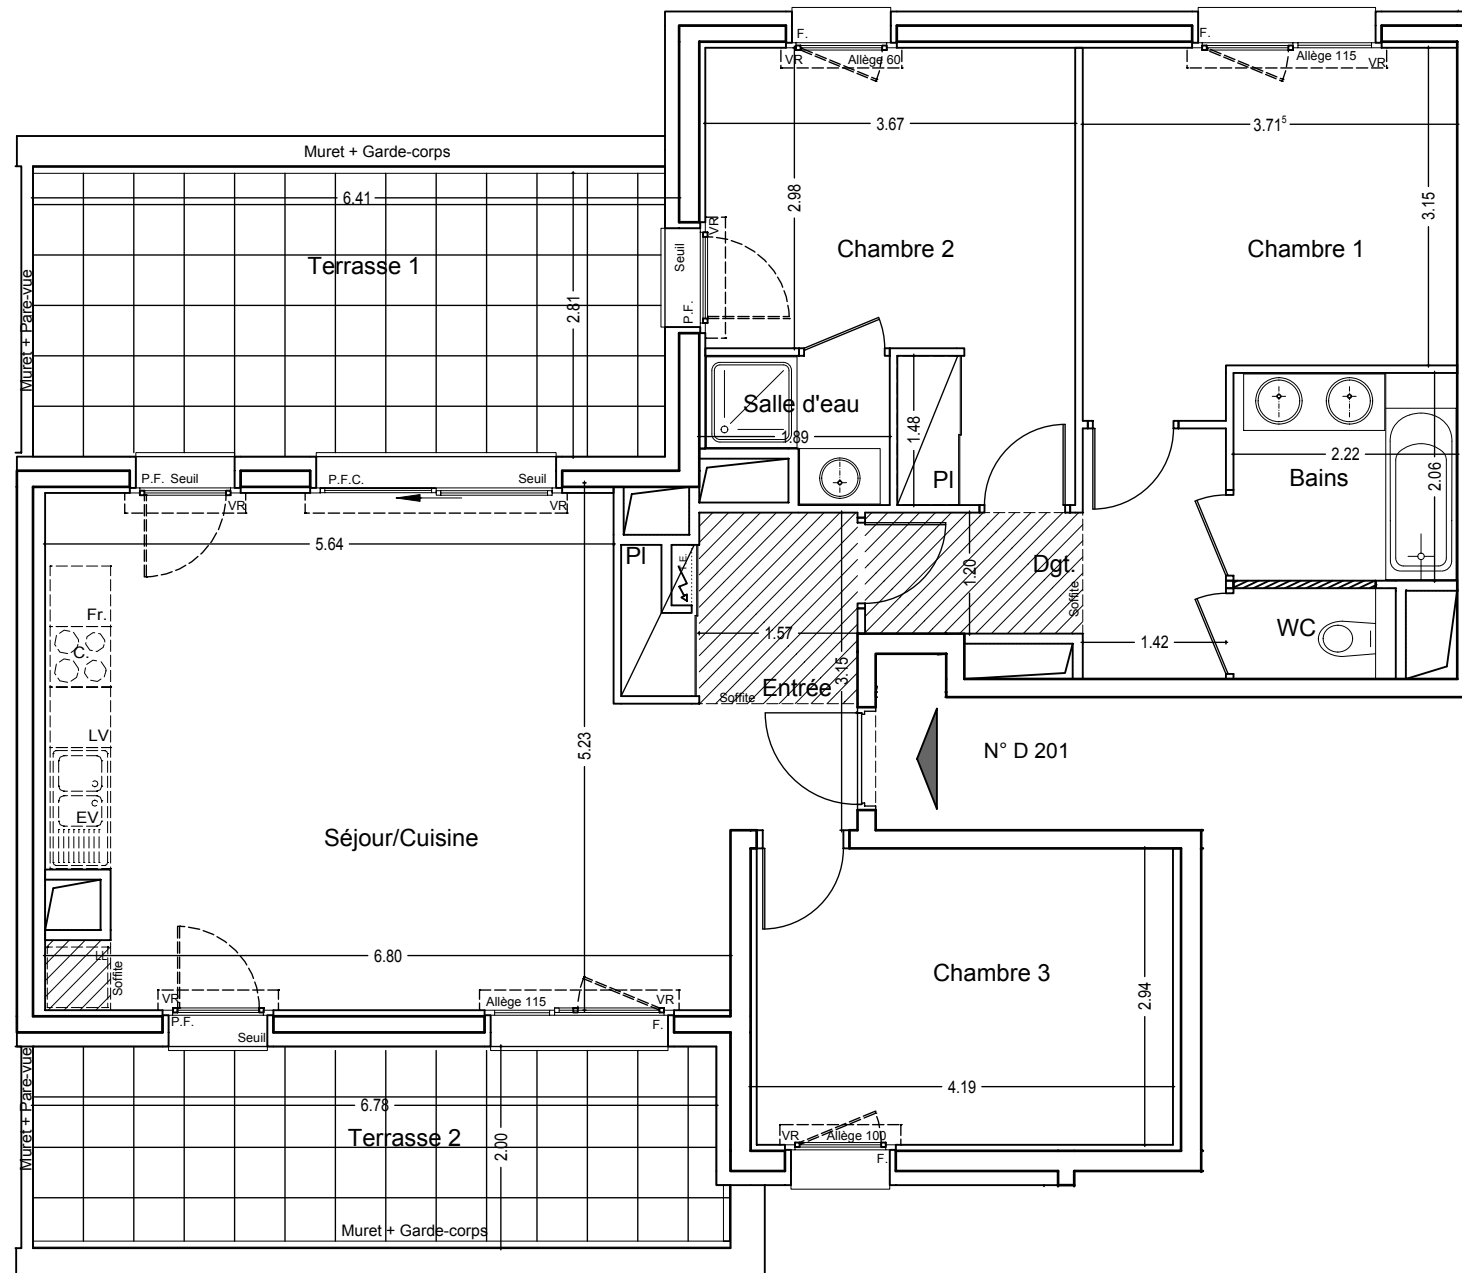 F.
VR
Allège 60
F.
Allège 115
VR
3.67
3.71⁵
Muret + Garde-corps
6.41
2.98
3.15
Terrasse 1
Muret + Pare-vue
2.81
Seuil
P.F.
VR
Chambre 2
Chambre 1
Salle d'eau
1.89
1.48
Pl
2.22
2.06
Bains
P.F. Seuil
VR
P.F.C.
Seuil
VR
5.64
Pl
Dgt.
1.20
Soffite
1.57
1.42
WC
3.15
Entrée
Soffite
Fr.
C.
LV
EV
5.23
N° D 201
Séjour/Cuisine
6.80
LL
Soffite
VR
P.F.
Seuil
Allège 115
VR
F.
Chambre 3
2.94
4.19
Muret + Pare-vue
6.78
Terrasse 2
2.00
VR
Allège 100
F.
Muret + Garde-corps